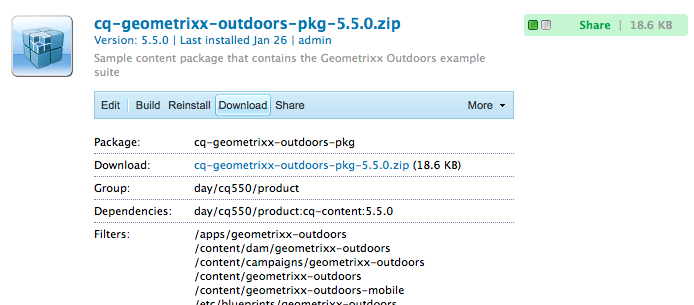 cq-geometrixx-outdoors-pkg-5.5.0.zip
Share | 18.6 KB
Version: 5.5.0 | Last installed Jan 26 | admin
Sample content package that contains the Geometrixx Outdoors example
suite
Edit Build Reinstall Download Share More
Package: cq-geometrixx-outdoors-pkg
Download: cq-geometrixx-outdoors-pkg-5.5.0.zip (18.6 KB)
Group: day/cq550/product
Dependencies: day/cq550/product:cq-content:5.5.0
Filters: /apps/geometrixx-outdoors
/content/dam/geometrixx-outdoors
/content/campaigns/geometrixx-outdoors
/content/geometrixx-outdoors
/content/geometrixx-outdoors-mobile
/etc/blueprints/geometrixx-outdoors